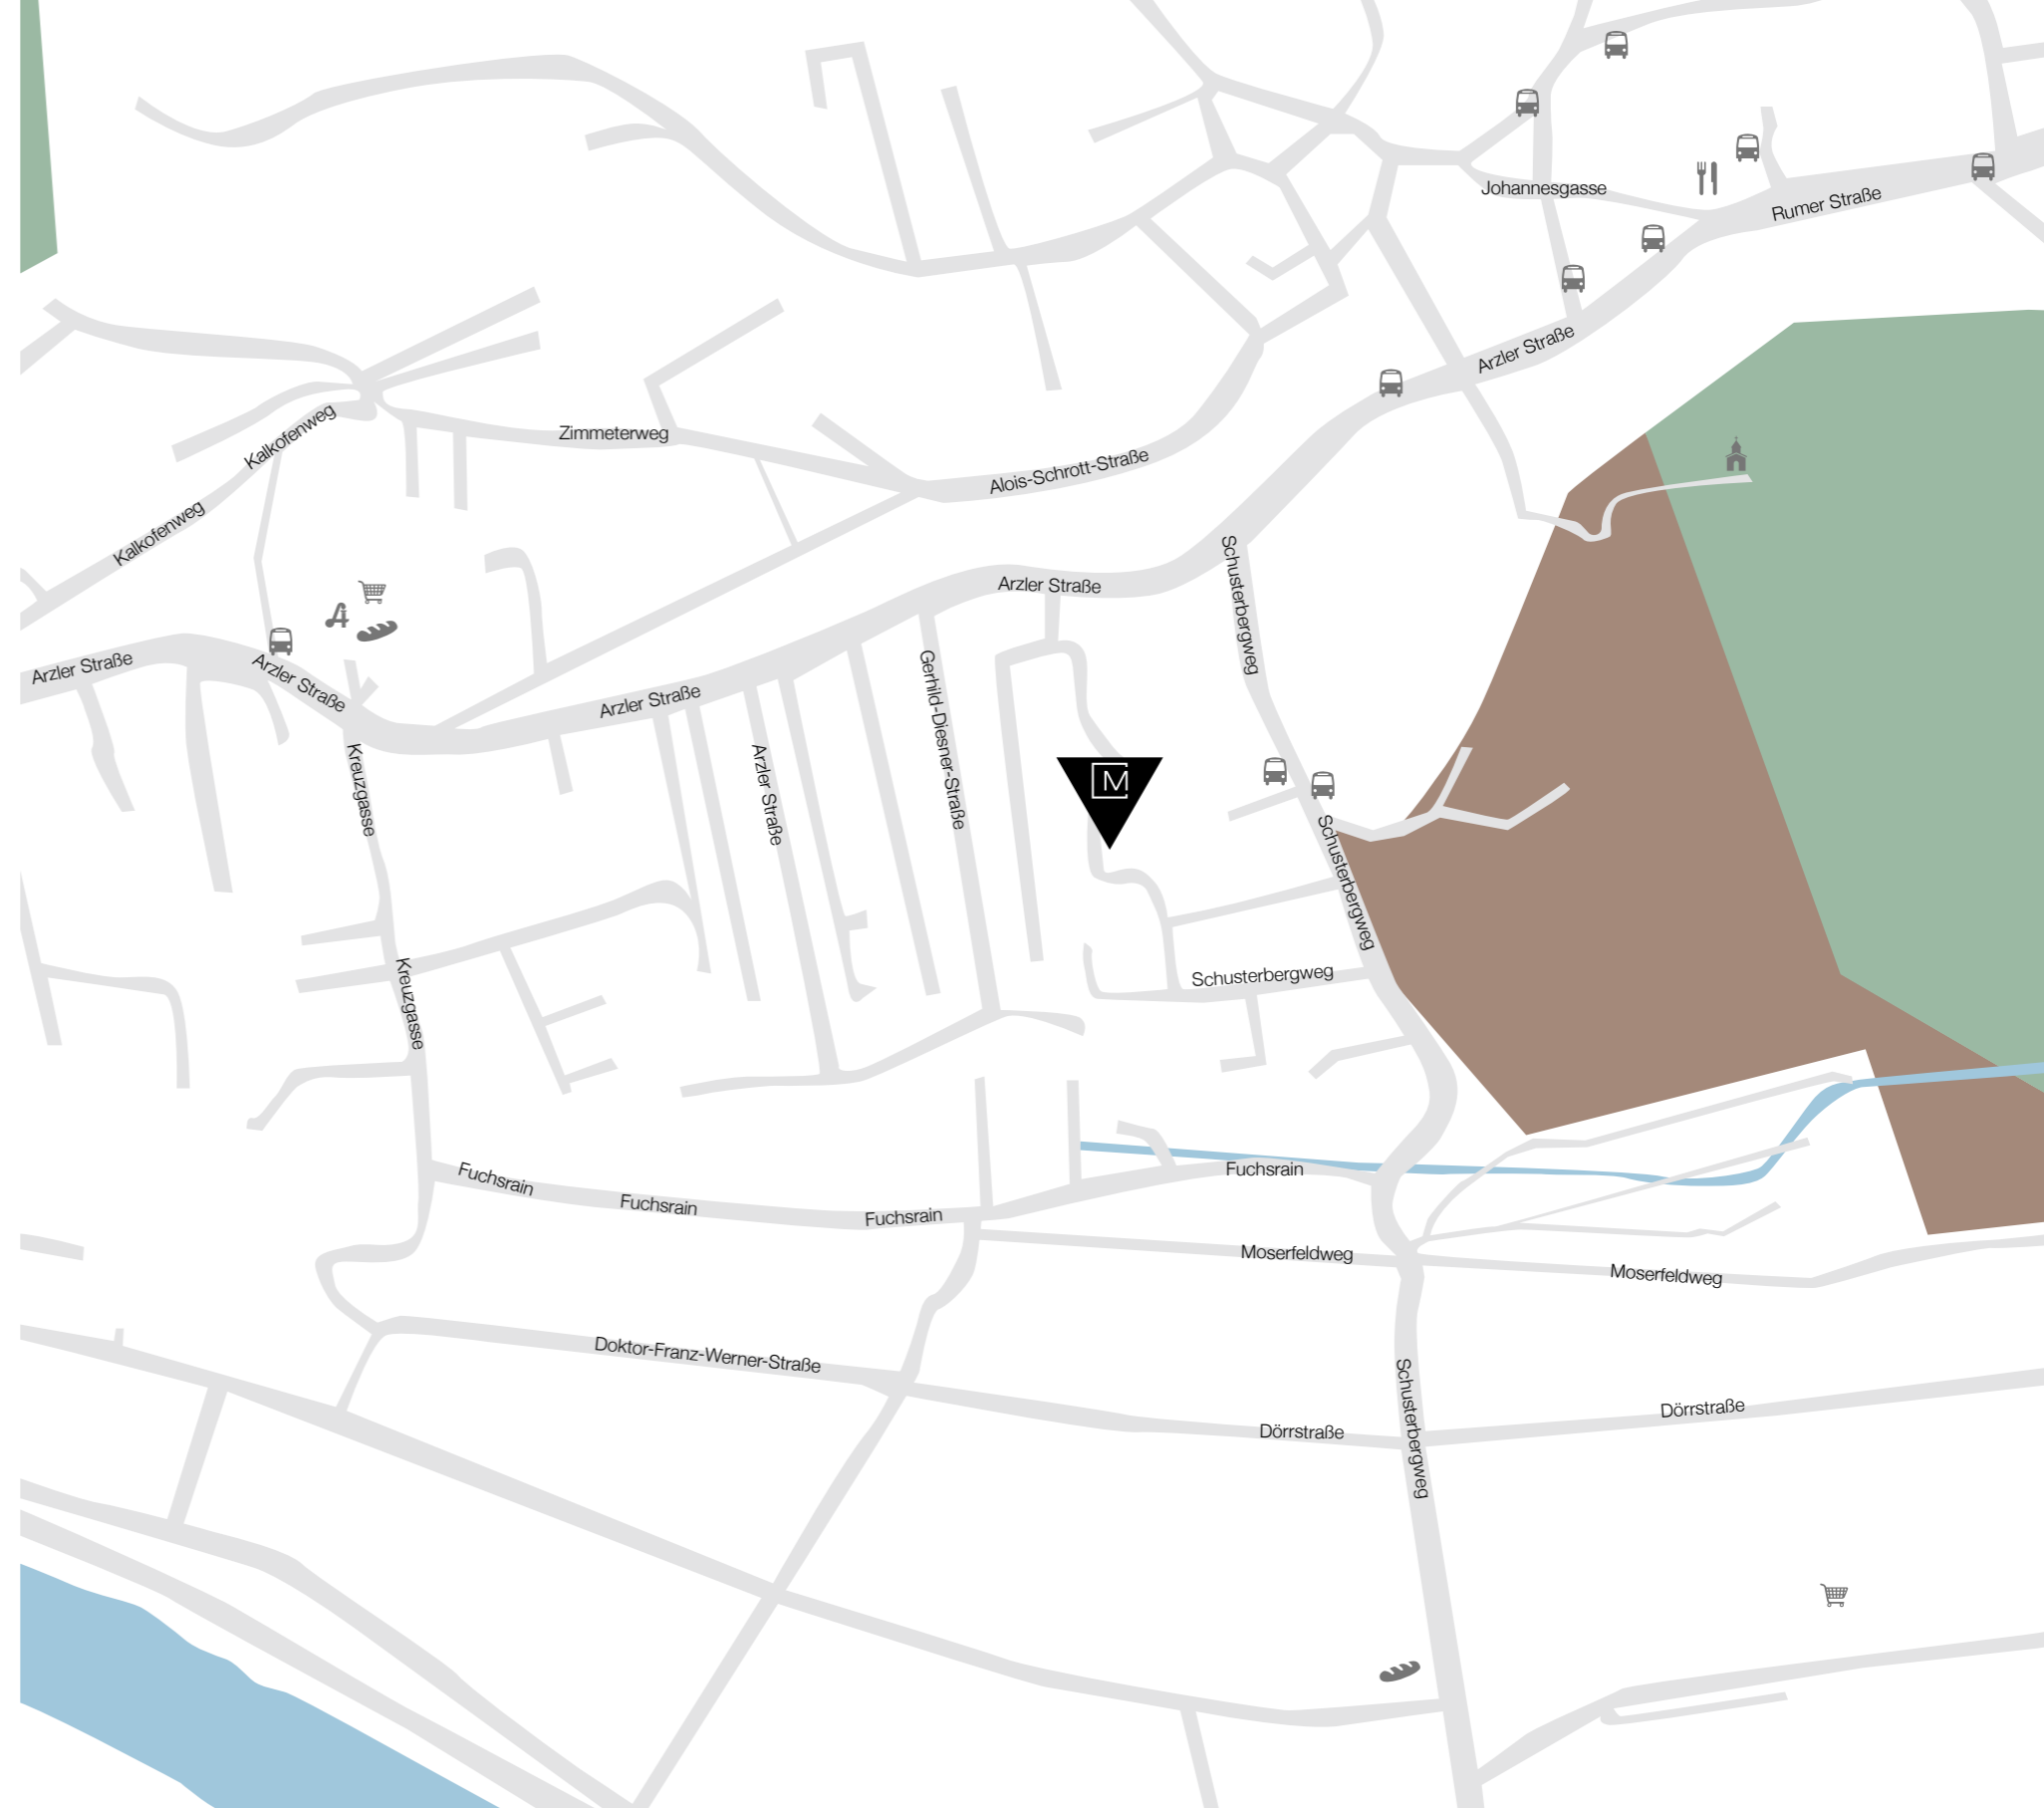 Johannesgasse
Rumer Straße
Arzler Straße
Kalkofenweg
Zimmeterweg
Alois-Schrott-Straße
Kalkofenweg
Arzler Straße
Schusterbergweg
Arzler Straße
Arzler Straße
Arzler Straße
Gerhild-Diesner-Straße
Kreuzgasse
Arzler Straße
M
Schusterbergweg
Kreuzgasse
Schusterbergweg
Fuchsrain
Fuchsrain
Fuchsrain
Fuchsrain
Moserfeldweg
Moserfeldweg
Doktor-Franz-Werner-Straße
Schusterbergweg
Dörrstraße
Dörrstraße